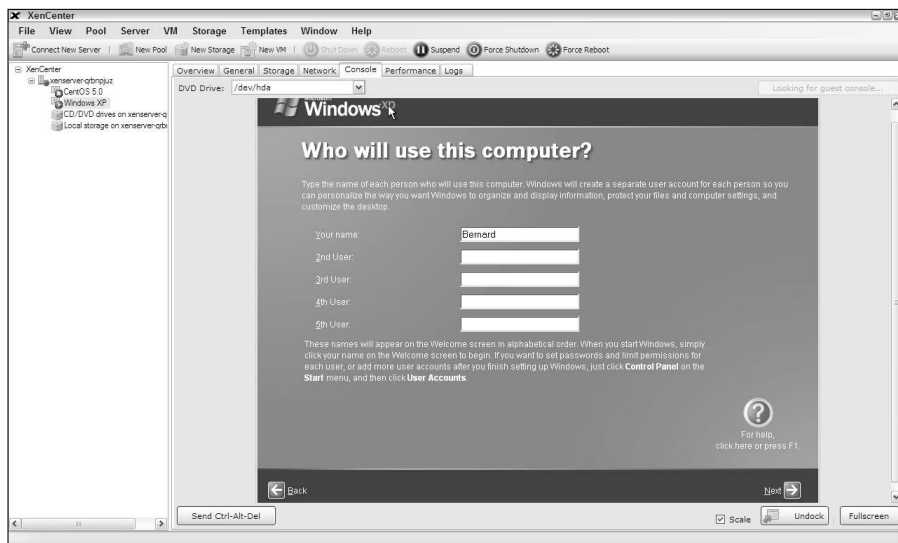 XenCenter
File View Pool Server VM Storage Templates Window Help
Connect New Server New Pool New Storage New VM Shut Down Reboot Suspend Force Shutdown Force Reboot
XenCenter
xenserver-qrbnpjuz
CentOS 5.0
Windows XP
CD/DVD drives on xenserver-q
Local storage on xenserver-qrb
Overview General Storage Network Console Performance Logs
DVD Drive: /dev/hda
Looking for guest console...
Windows xp
Who will use this computer?
Type the name of each person who will use this computer. Windows will create a separate user account for each person so you
can personalize the way you want Windows to organize and display information, protect your files and computer settings, and
customize the desktop.
Your name: Bernard
2nd User:
3rd User:
4th User:
5th User:
These names will appear on the Welcome screen in alphabetical order. When you start Windows, simply
click your name on the Welcome screen to begin. If you want to set passwords and limit permissions for
each user, or add more user accounts after you finish setting up Windows, just click Control Panel on the
Start menu, and then click User Accounts.
For help,
click here or press F1.
Back
Next
Send Ctrl-Alt-Del
Scale
Undock
Fullscreen